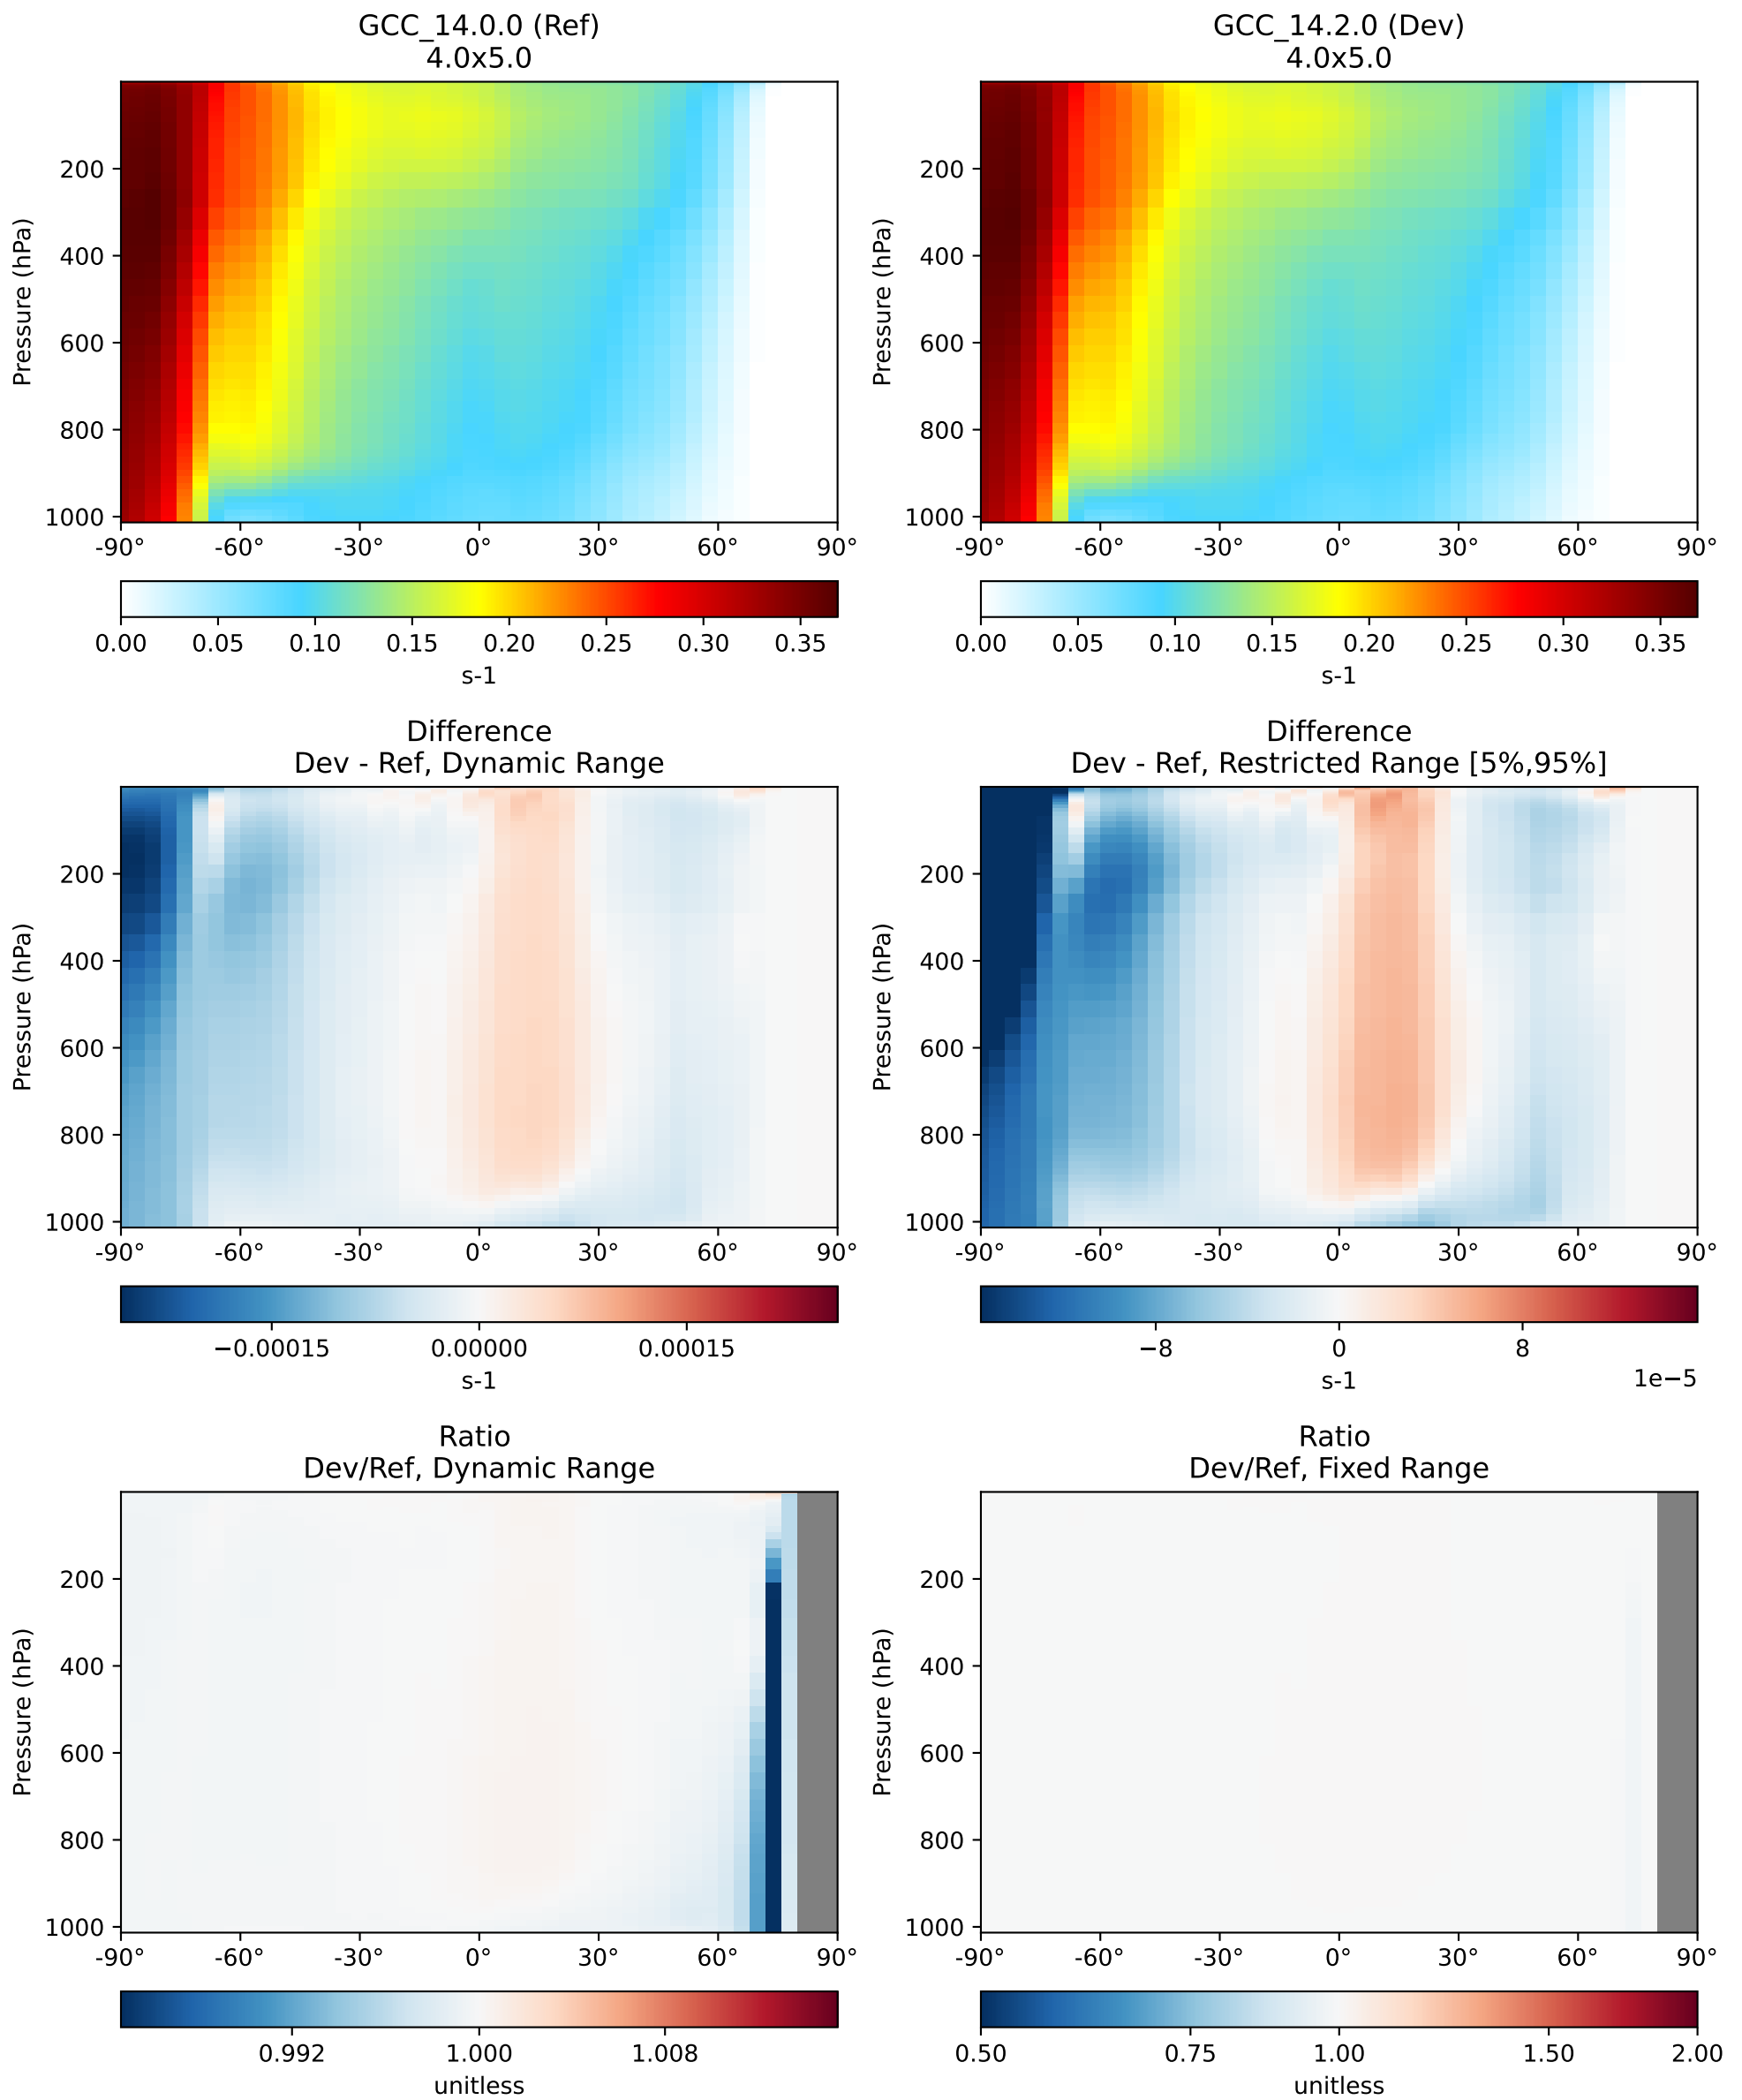 GCC_14.0.0 (Ref)
4.0x5.0
Pressure (hPa)
200
400
600
800
1000
-90° -60° -30° 0° 30° 60° 90°
0.00 0.05 0.10 0.15 0.20 0.25 0.30 0.35
s-1
GCC_14.2.0 (Dev)
4.0x5.0
Pressure (hPa)
200
400
600
800
1000
-90° -60° -30° 0° 30° 60° 90°
0.00 0.05 0.10 0.15 0.20 0.25 0.30 0.35
s-1
Difference
Dev - Ref, Dynamic Range
Pressure (hPa)
200
400
600
800
1000
-90° -60° -30° 0° 30° 60° 90°
−0.00015 0.00000 0.00015
s-1
Difference
Dev - Ref, Restricted Range [5%,95%]
Pressure (hPa)
200
400
600
800
1000
-90° -60° -30° 0° 30° 60° 90°
−8 0 8
s-1
1e−5
Ratio
Dev/Ref, Dynamic Range
Pressure (hPa)
200
400
600
800
1000
-90° -60° -30° 0° 30° 60° 90°
0.992 1.000 1.008
unitless
Ratio
Dev/Ref, Fixed Range
Pressure (hPa)
200
400
600
800
1000
-90° -60° -30° 0° 30° 60° 90°
0.50 0.75 1.00 1.50 2.00
unitless